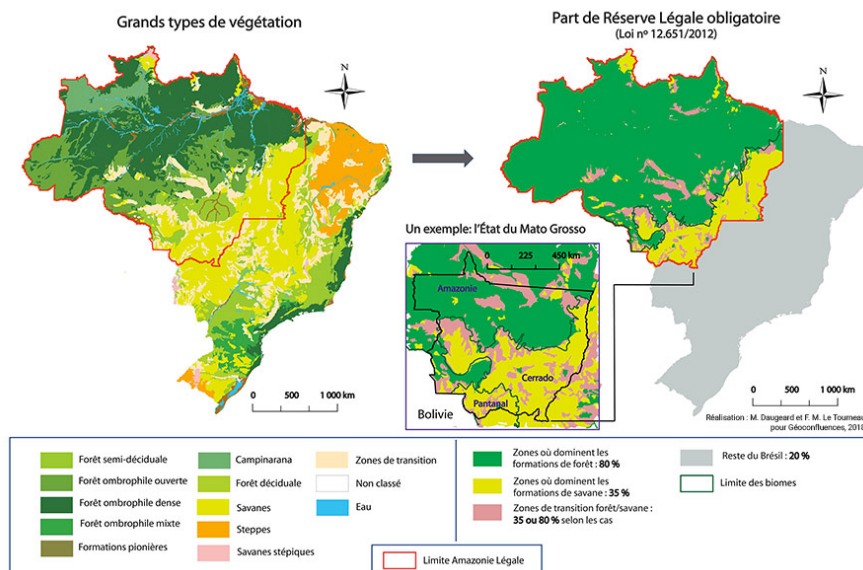 Grands types de végétation
Part de Réserve Légale obligatoire
(Loi nº 12.651/2012)
N
N
0 500 1 000 km
Un exemple: l'État du Mato Grosso
0 225 450 km
Amazonie
Cerrado
Pantanal
Bolivie
0 500 1 000 km
Réalisation : M. Daugeard et F. M. Le Tourneau
pour Géoconfluences, 2018
Forêt semi-déciduale
Forêt ombrophile ouverte
Forêt ombrophile dense
Forêt ombrophile mixte
Formations pionières
Campinarana
Forêt déciduale
Savanes
Steppes
Savanes stépiques
Zones de transition
Non classé
Eau
Zones où dominent les
formations de forêt : 80 %
Zones où dominent les
formations de savane : 35 %
Zones de transition forêt/savane :
35 ou 80 % selon les cas
Reste du Brésil : 20 %
Limite des biomes
Limite Amazonie Légale